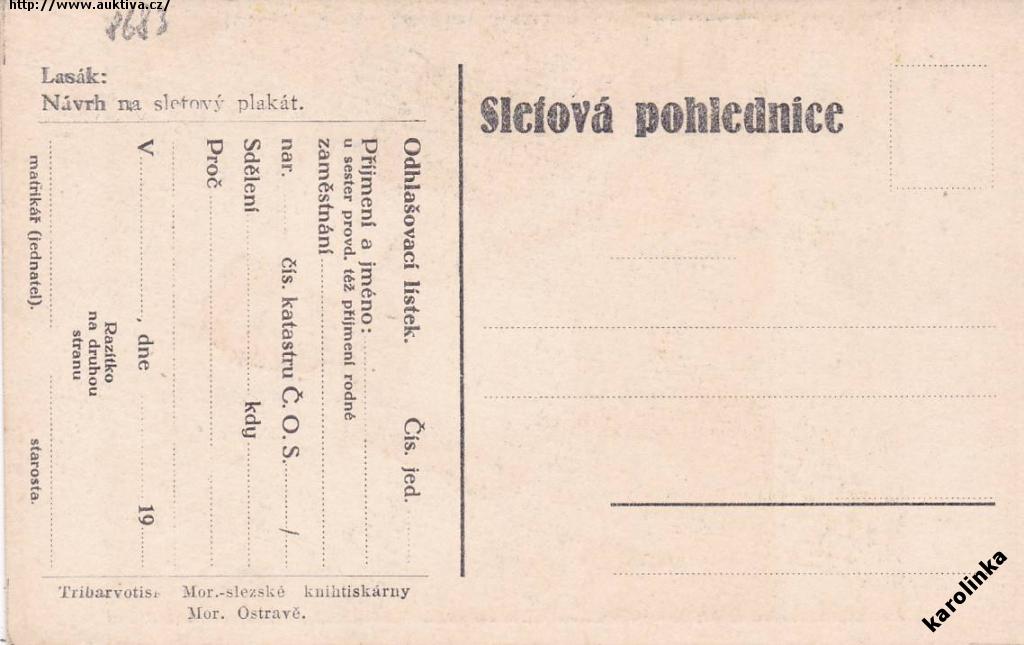 http://www.auktiva.cz/
8683
Lasák:
Návrh na sletový plakát.
Sletová pohlednice
Odhlašovací lístek. Čís. jed.
Příjmení a jméno:
u sester provd. též příjmení rodné
zaměstnání
nar. čís. katastru Č. O. S. /
Sdělení kdy
Proč
V , dne 19
Razítko
na druhou
stranu
matrikář (jednatel). starosta.
Tribarvotisk Mor.-slezské knihtiskárny
Mor. Ostravě.
karolinka